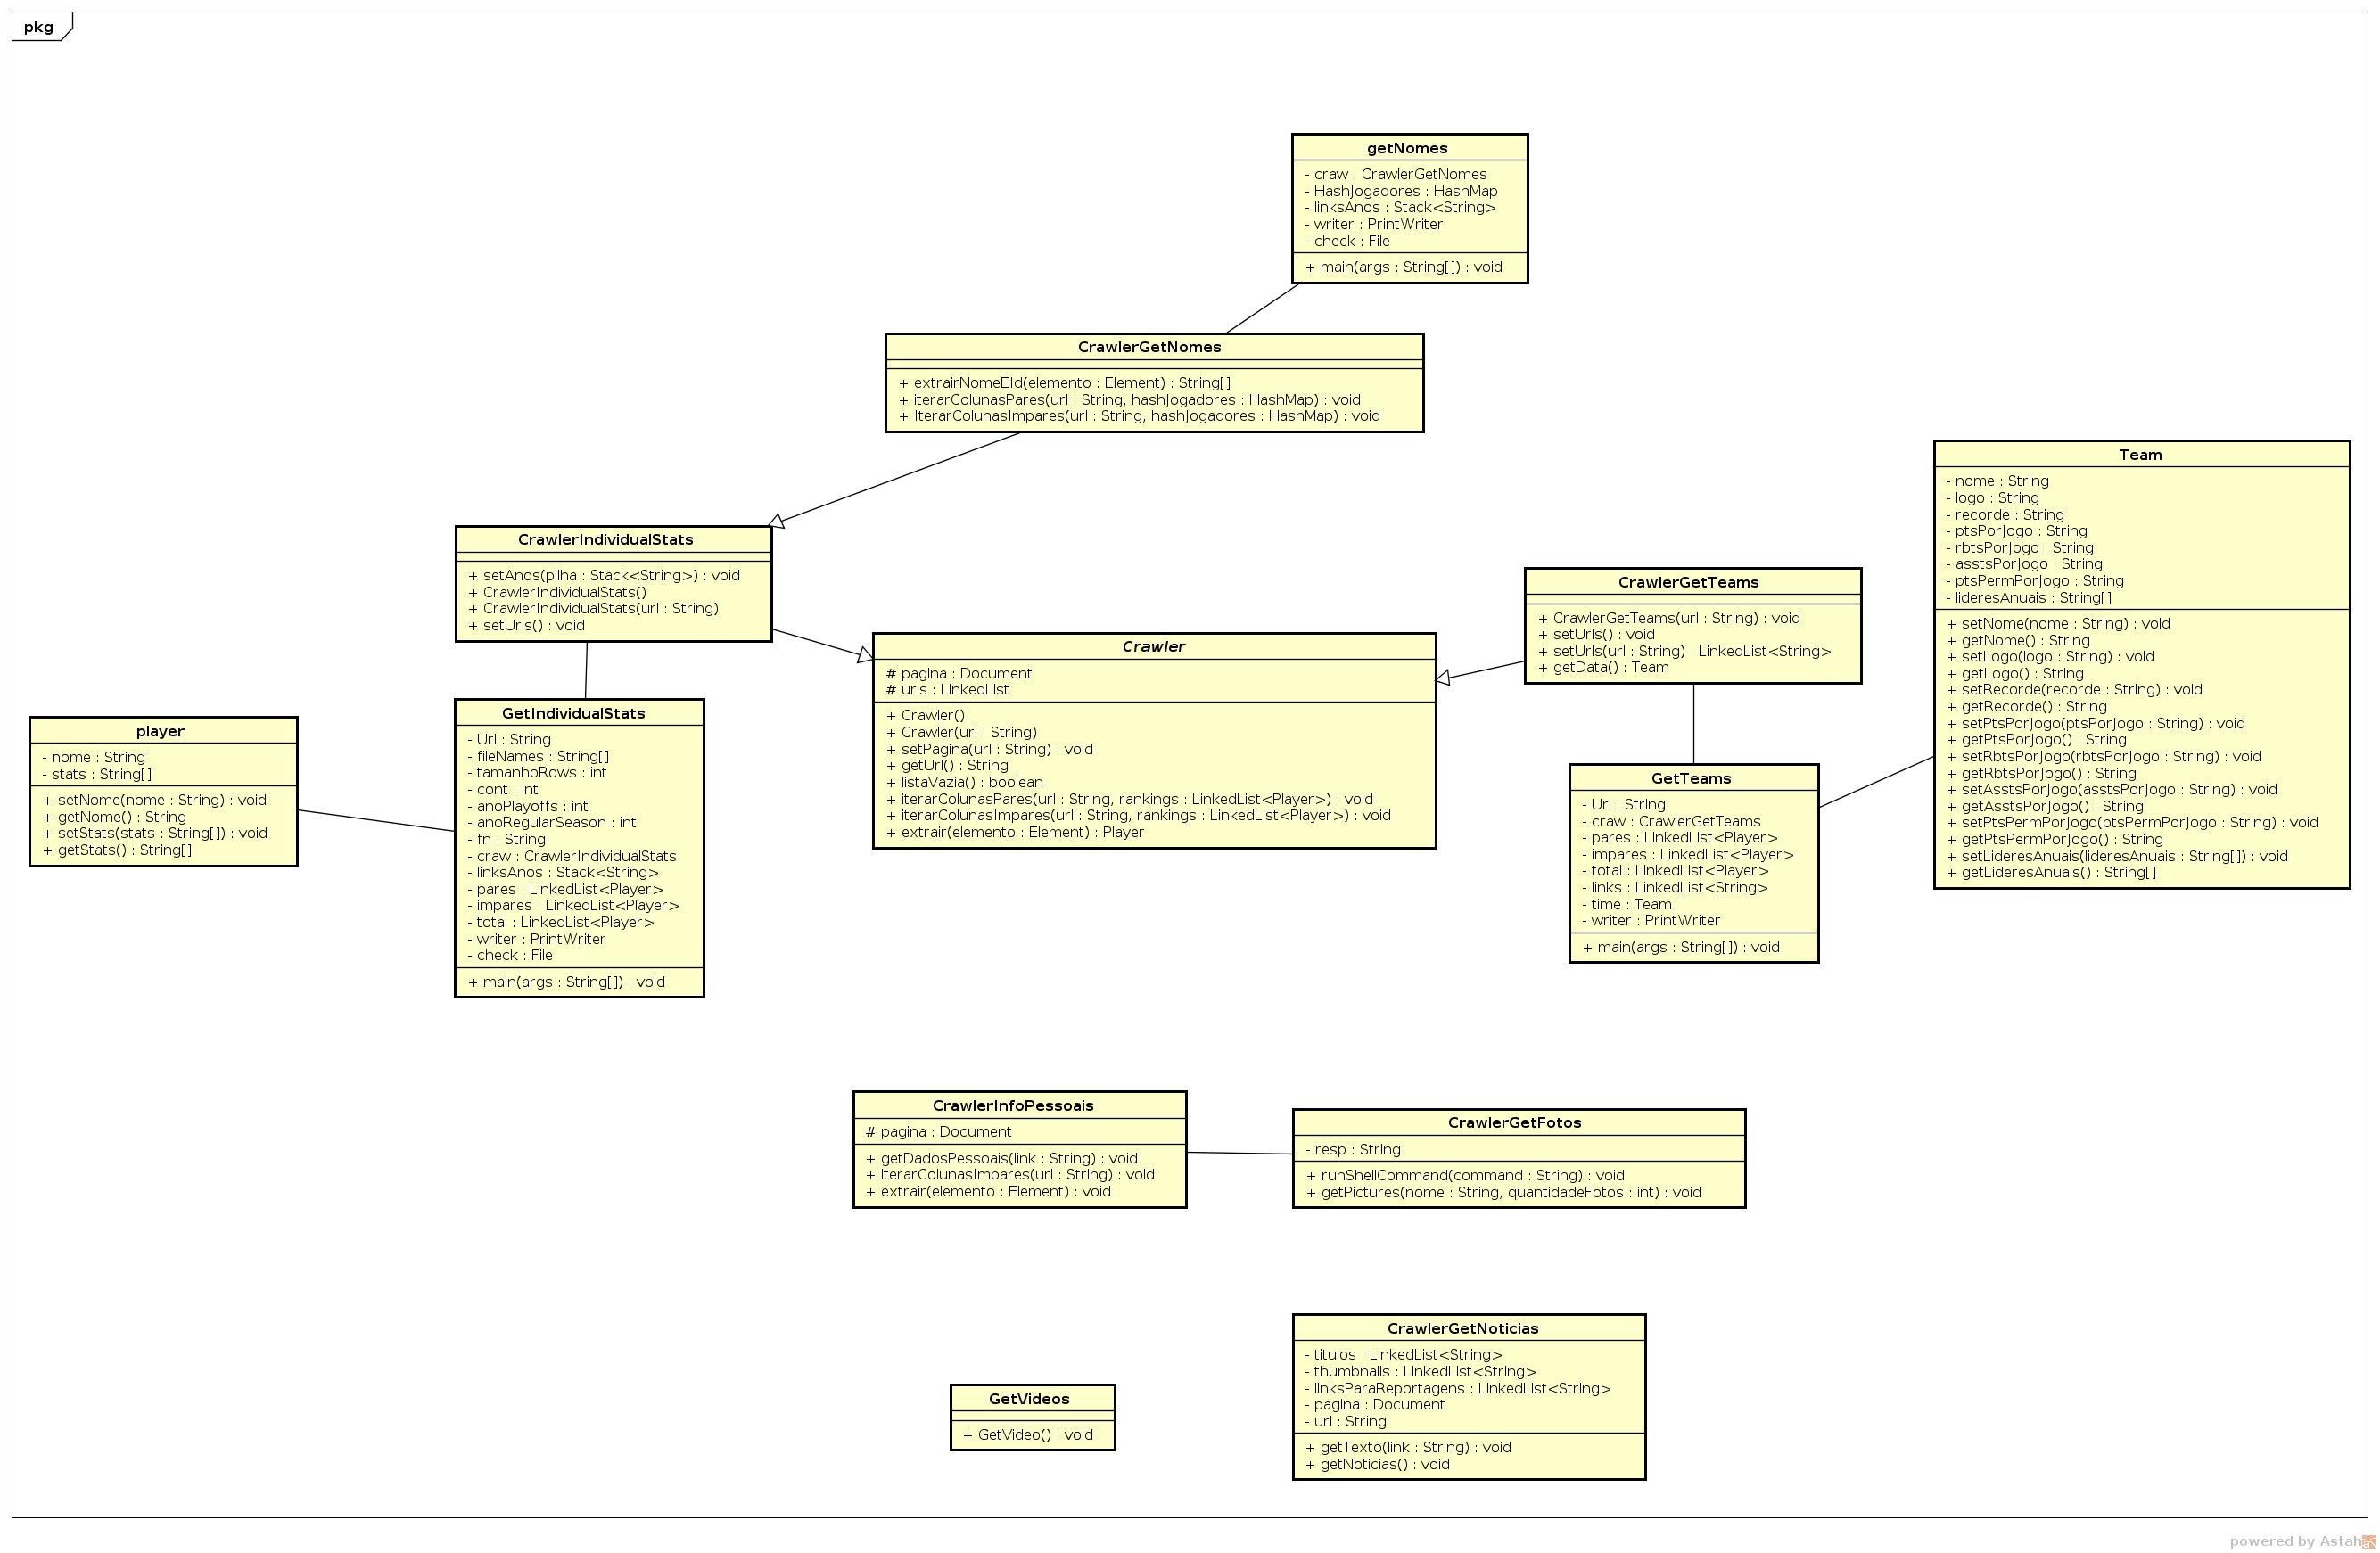 pkg
getNomes
- craw : CrawlerGetNomes
- HashJogadores : HashMap
- linksAnos : Stack<String>
- writer : PrintWriter
- check : File
+ main(args : String[]) : void
CrawlerGetNomes
+ extrairNomeEId(elemento : Element) : String[]
+ iterarColunasPares(url : String, hashJogadores : HashMap) : void
+ IterarColunasImpares(url : String, hashJogadores : HashMap) : void
CrawlerIndividualStats
+ setAnos(pilha : Stack<String>) : void
+ CrawlerIndividualStats()
+ CrawlerIndividualStats(url : String)
+ setUrls() : void
Crawler
# pagina : Document
# urls : LinkedList
+ Crawler()
+ Crawler(url : String)
+ setPagina(url : String) : void
+ getUrl() : String
+ listaVazia() : boolean
+ iterarColunasPares(url : String, rankings : LinkedList<Player>) : void
+ iterarColunasImpares(url : String, rankings : LinkedList<Player>) : void
+ extrair(elemento : Element) : Player
CrawlerGetTeams
+ CrawlerGetTeams(url : String) : void
+ setUrls() : void
+ setUrls(url : String) : LinkedList<String>
+ getData() : Team
Team
- nome : String
- logo : String
- recorde : String
- ptsPorJogo : String
- rbtsPorJogo : String
- asstsPorJogo : String
- ptsPermPorJogo : String
- lideresAnuais : String[]
+ setNome(nome : String) : void
+ getNome() : String
+ setLogo(logo : String) : void
+ getLogo() : String
+ setRecorde(recorde : String) : void
+ getRecorde() : String
+ setPtsPorJogo(ptsPorJogo : String) : void
+ getPtsPorJogo() : String
+ setRbtsPorJogo(rbtsPorJogo : String) : void
+ getRbtsPorJogo() : String
+ setAsstsPorJogo(asstsPorJogo : String) : void
+ getAsstsPorJogo() : String
+ setPtsPermPorJogo(ptsPermPorJogo : String) : void
+ getPtsPermPorJogo() : String
+ setLideresAnuais(lideresAnuais : String[]) : void
+ getLideresAnuais() : String[]
player
- nome : String
- stats : String[]
+ setNome(nome : String) : void
+ getNome() : String
+ setStats(stats : String[]) : void
+ getStats() : String[]
GetIndividualStats
- Url : String
- fileNames : String[]
- tamanhoRows : int
- cont : int
- anoPlayoffs : int
- anoRegularSeason : int
- fn : String
- craw : CrawlerIndividualStats
- linksAnos : Stack<String>
- pares : LinkedList<Player>
- impares : LinkedList<Player>
- total : LinkedList<Player>
- writer : PrintWriter
- check : File
+ main(args : String[]) : void
GetTeams
- Url : String
- craw : CrawlerGetTeams
- pares : LinkedList<Player>
- impares : LinkedList<Player>
- total : LinkedList<Player>
- links : LinkedList<String>
- time : Team
- writer : PrintWriter
+ main(args : String[]) : void
CrawlerInfoPessoais
# pagina : Document
+ getDadosPessoais(link : String) : void
+ iterarColunasImpares(url : String) : void
+ extrair(elemento : Element) : void
CrawlerGetFotos
- resp : String
+ runShellCommand(command : String) : void
+ getPictures(nome : String, quantidadeFotos : int) : void
GetVideos
+ GetVideo() : void
CrawlerGetNoticias
- titulos : LinkedList<String>
- thumbnails : LinkedList<String>
- linksParaReportagens : LinkedList<String>
- pagina : Document
- url : String
+ getTexto(link : String) : void
+ getNoticias() : void
powered by Astah